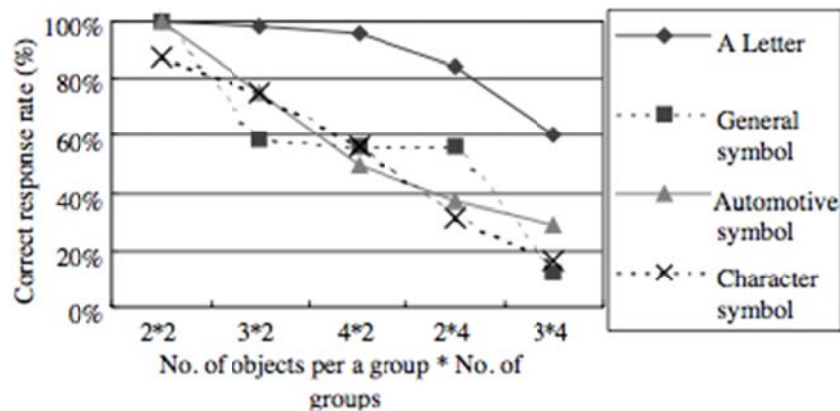 Correct response rate (%)
100%
80%
60%
40%
20%
0%
2*2 3*2 4*2 2*4 3*4
No. of objects per a group * No. of
groups
A Letter
General
symbol
Automotive
symbol
Character
symbol